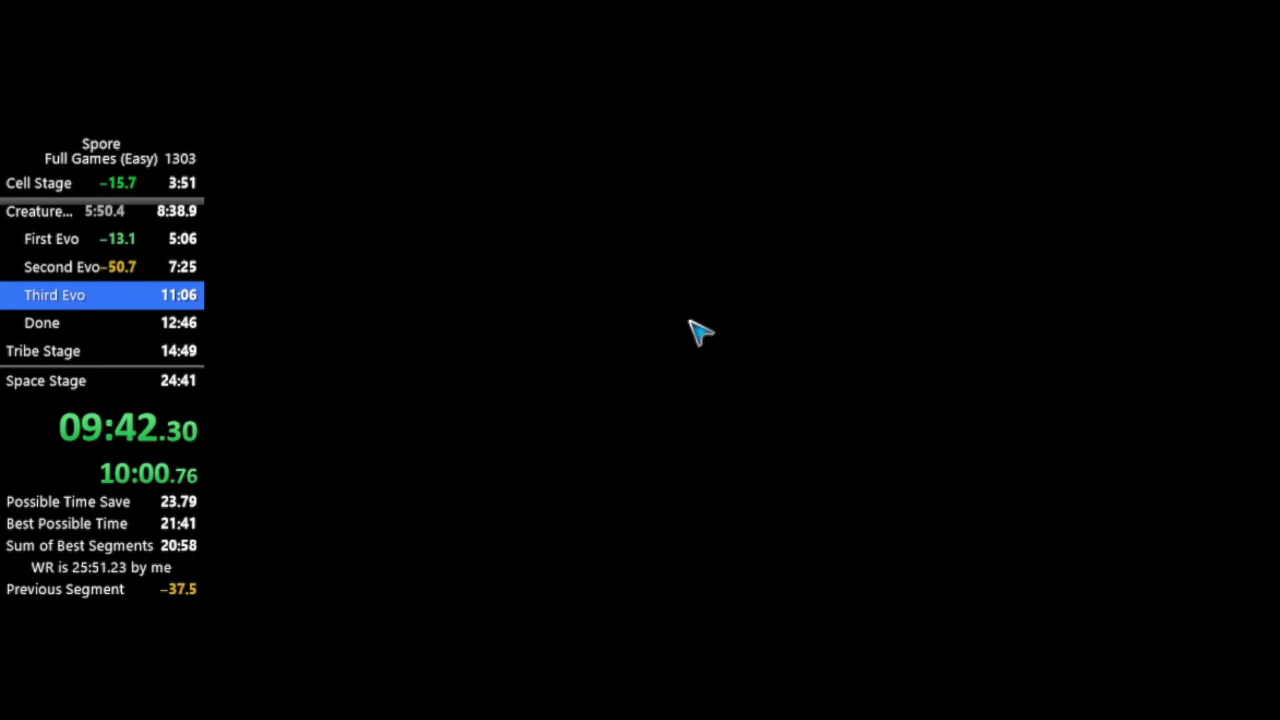 Spore
Full Games (Easy) 1303
Cell Stage -15.7 3:51
Creature... 5:50.4 8:38.9
First Evo -13.1 5:06
Second Evo -50.7 7:25
Third Evo 11:06
Done 12:46
Tribe Stage 14:49
Space Stage 24:41
09:42.30
10:00.76
Possible Time Save 23.79
Best Possible Time 21:41
Sum of Best Segments 20:58
WR is 25:51.23 by me
Previous Segment -37.5